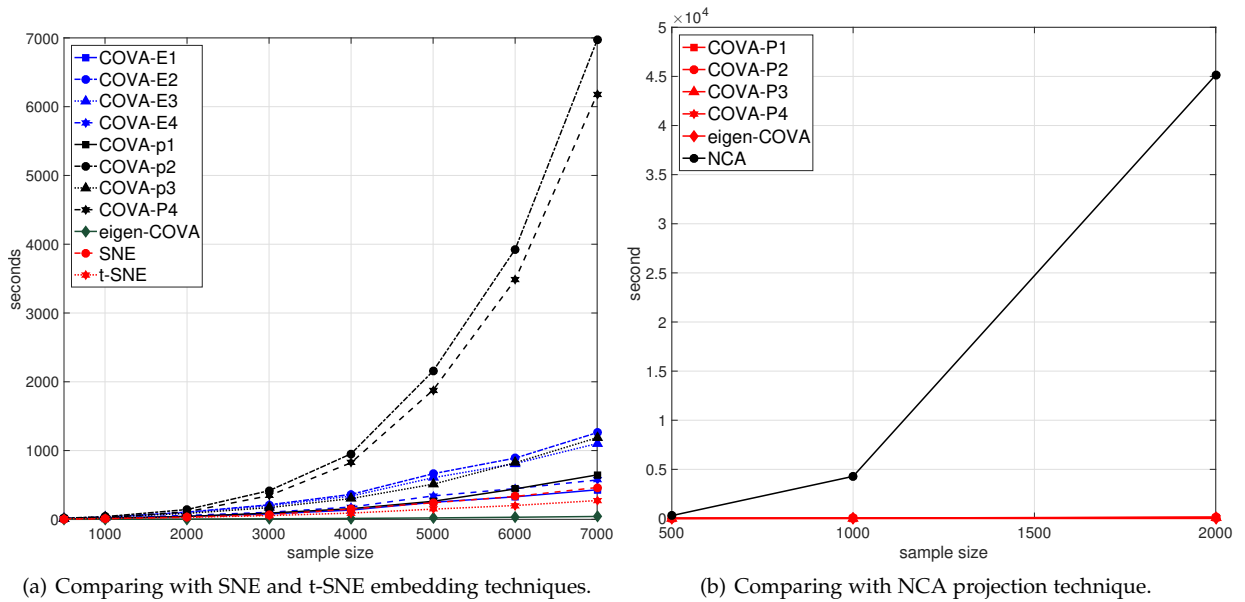 7000
6000
5000
4000
3000
2000
1000
0
seconds
COVA-E1
COVA-E2
COVA-E3
COVA-E4
COVA-p1
COVA-p2
COVA-p3
COVA-P4
eigen-COVA
SNE
t-SNE
1000 2000 3000 4000 5000 6000 7000
sample size
(a) Comparing with SNE and t-SNE embedding techniques.
×10⁴
5
4.5
4
3.5
3
2.5
2
1.5
1
0.5
0
second
COVA-P1
COVA-P2
COVA-P3
COVA-P4
eigen-COVA
NCA
500 1000 1500 2000
sample size
(b) Comparing with NCA projection technique.